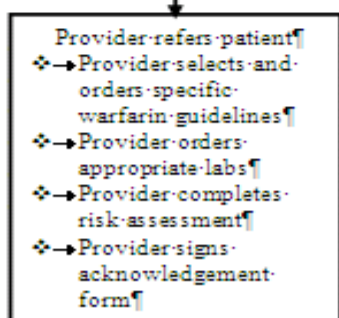 Provider refers patient¶
❖→Provider selects and
orders specific
warfarin guidelines¶
❖→Provider orders
appropriate labs¶
❖→Provider completes
risk assessment¶
❖→Provider signs
acknowledgement
form¶